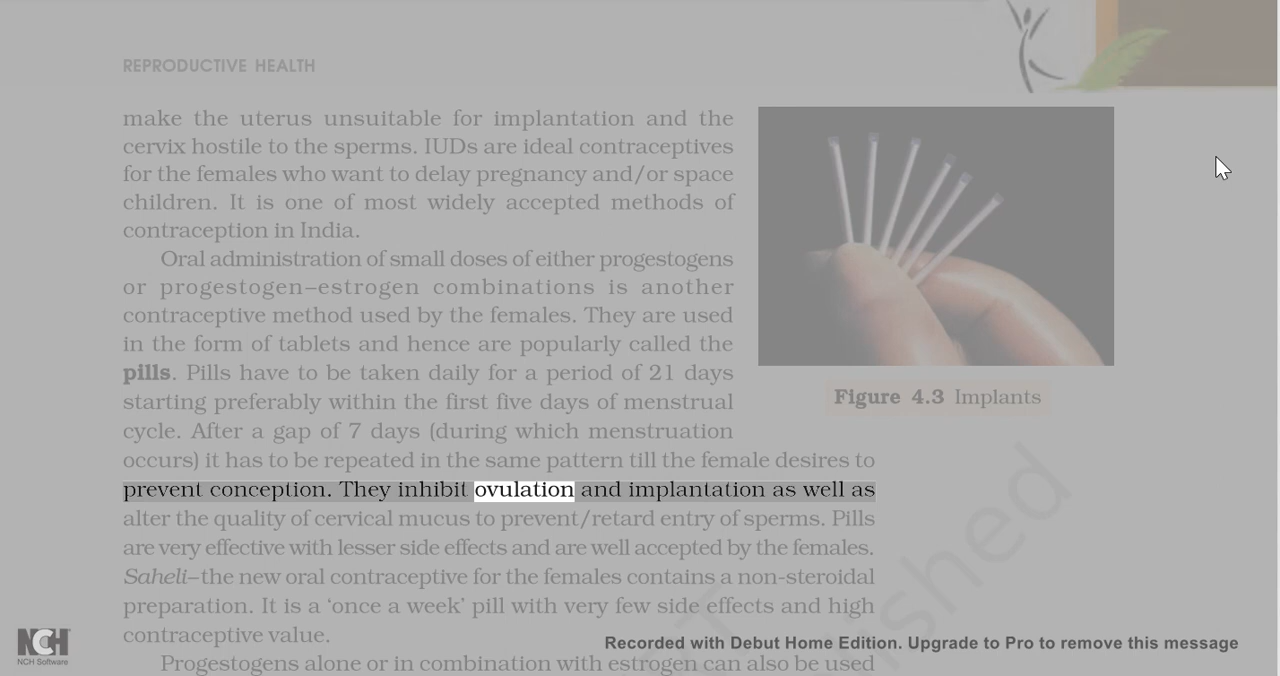 REPRODUCTIVE HEALTH
make the uterus unsuitable for implantation and the
cervix hostile to the sperms. IUDs are ideal contraceptives
for the females who want to delay pregnancy and/or space
children. It is one of most widely accepted methods of
contraception in India.
Oral administration of small doses of either progestogens
or progestogen–estrogen combinations is another
contraceptive method used by the females. They are used
in the form of tablets and hence are popularly called the
pills. Pills have to be taken daily for a period of 21 days
starting preferably within the first five days of menstrual
cycle. After a gap of 7 days (during which menstruation
occurs) it has to be repeated in the same pattern till the female desires to
prevent conception. They inhibit ovulation and implantation as well as
alter the quality of cervical mucus to prevent/retard entry of sperms. Pills
are very effective with lesser side effects and are well accepted by the females.
Saheli–the new oral contraceptive for the females contains a non-steroidal
preparation. It is a ‘once a week’ pill with very few side effects and high
contraceptive value.
Progestogens alone or in combination with estrogen can also be used
Figure 4.3 Implants
NCH
NCH Software
Recorded with Debut Home Edition. Upgrade to Pro to remove this message